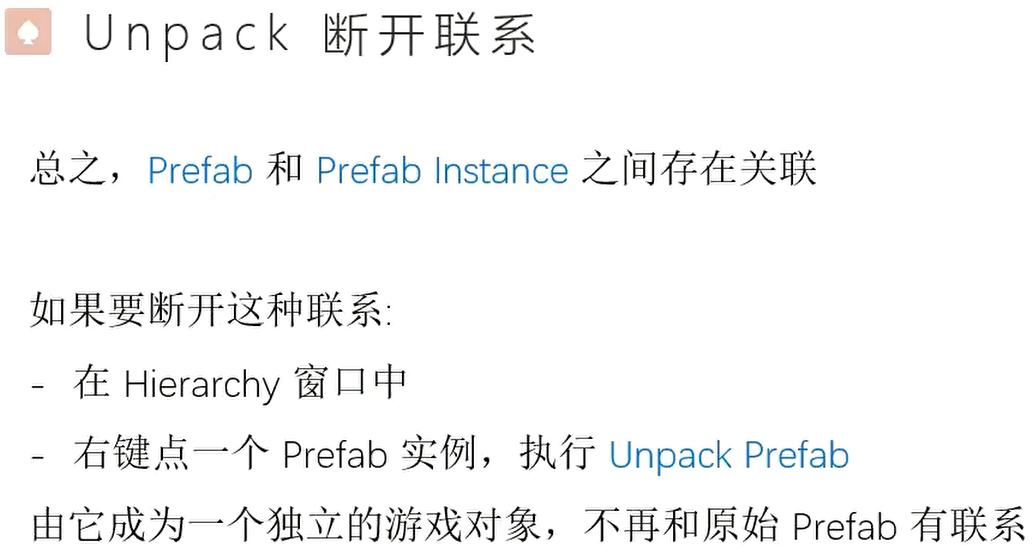 Unpack 断开联系
总之，Prefab 和 Prefab Instance 之间存在关联
如果要断开这种联系:
- 在 Hierarchy 窗口中
- 右键点一个 Prefab 实例，执行 Unpack Prefab
由它成为一个独立的游戏对象，不再和原始 Prefab 有联系